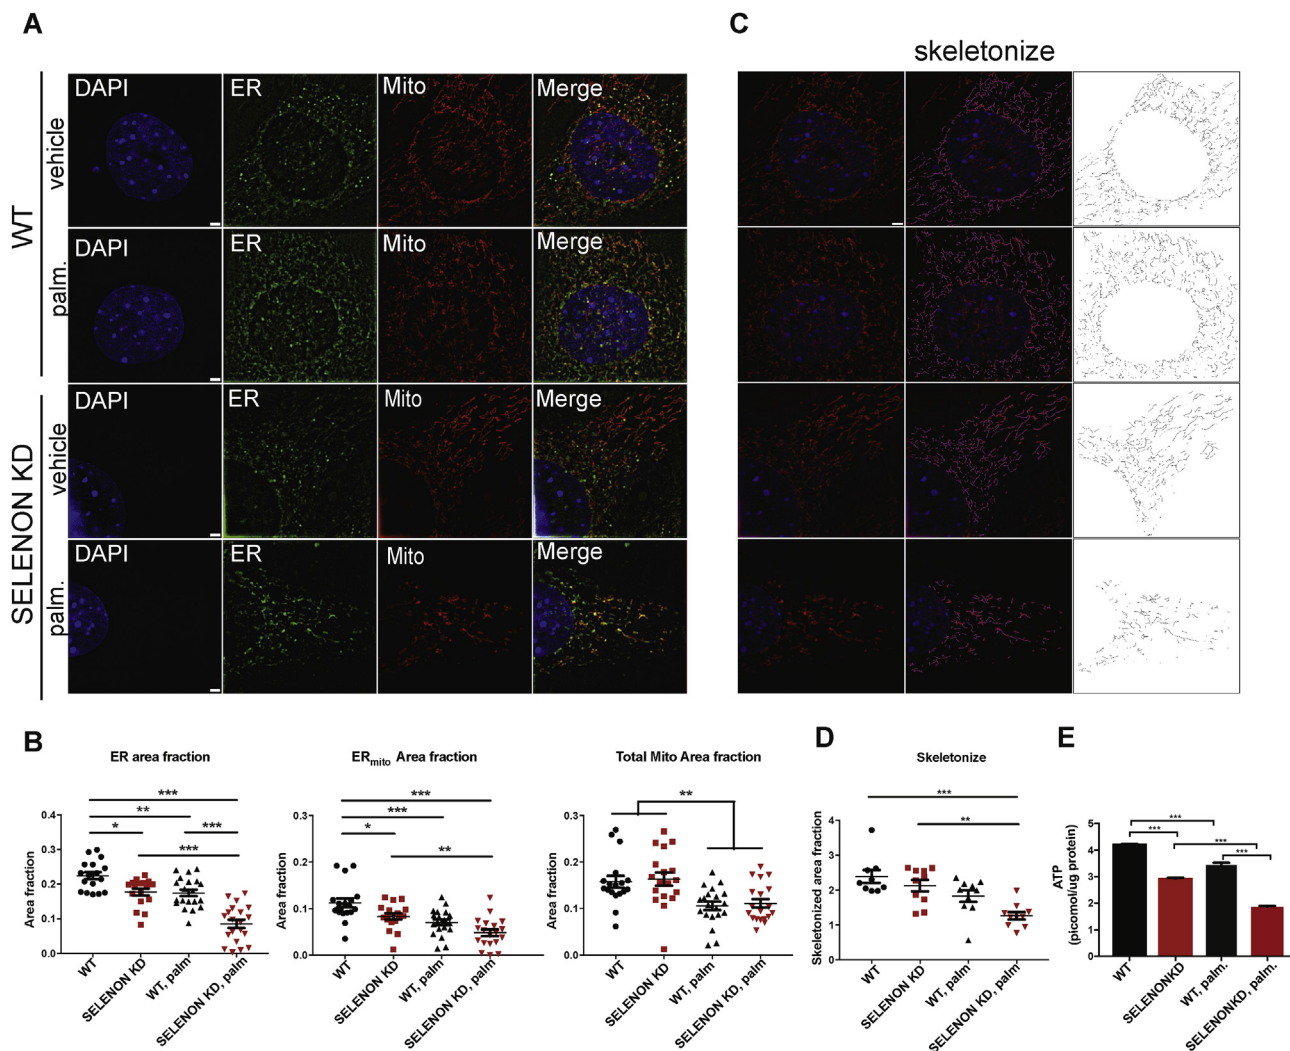 A
C
skeletonize
WT
vehicle
DAPI
ER
Mito
Merge
palm.
DAPI
ER
Mito
Merge
SELENON KD
vehicle
DAPI
ER
Mito
Merge
palm.
DAPI
ER
Mito
Merge
B
ER area fraction
***
**
*
***
***
Area fraction
0.4
0.3
0.2
0.1
0.0
WT
SELENON KD
WT, palm
SELENON KD, palm
ERmito Area fraction
***
***
*
**
Area fraction
0.3
0.2
0.1
0.0
WT
SELENON KD
WT, palm
SELENON KD, palm
Total Mito Area fraction
**
Area fraction
0.3
0.2
0.1
0.0
WT
SELENON KD
WT, palm
SELENON KD, palm
D
Skeletonize
***
**
Skeletonized area fraction
4
3
2
1
0
WT
SELENON KD
WT, palm
SELENON KD, palm
E
***
***
***
***
ATP
(picomol/ug protein)
5
4
3
2
1
0
WT
SELENONKD
WT, palm.
SELENONKD, palm.